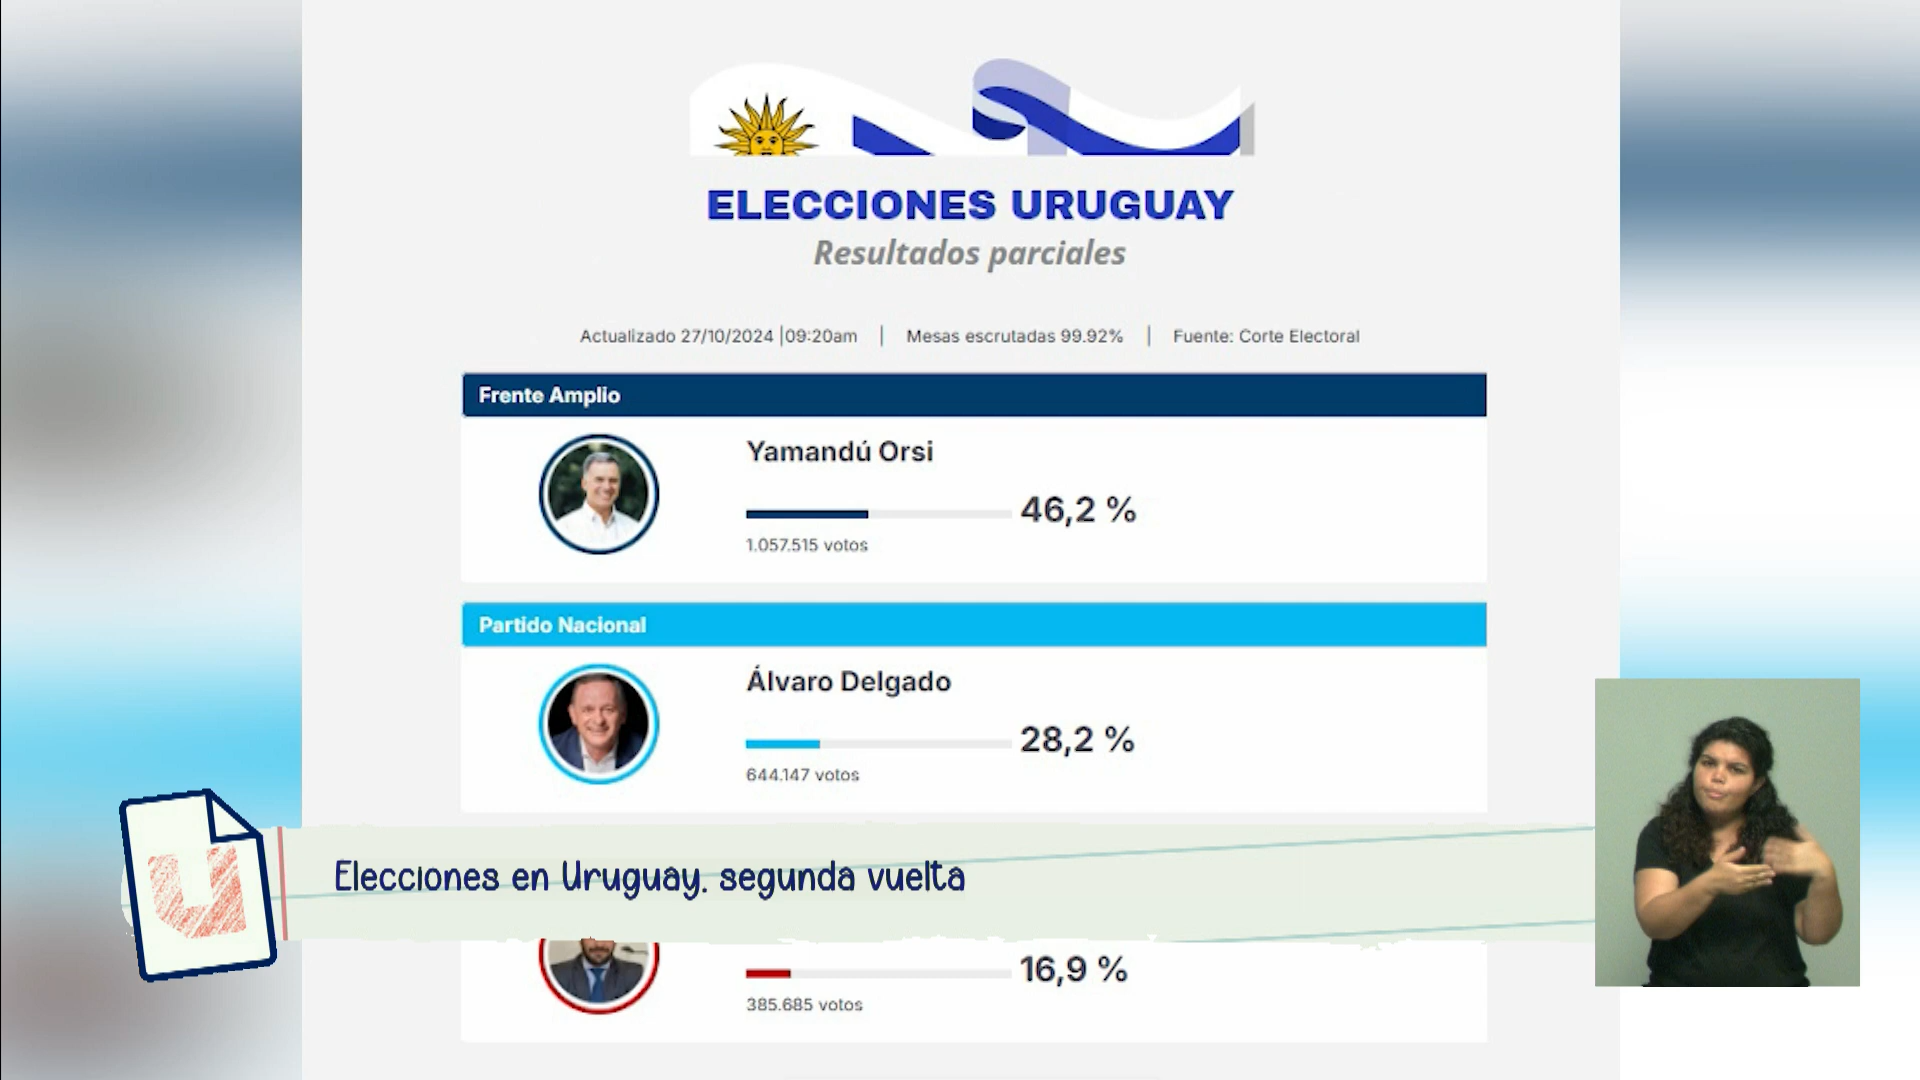 ELECCIONES URUGUAY
Resultados parciales
Actualizado 27/10/2024 |09:20am | Mesas escrutadas 99.92% | Fuente: Corte Electoral
Frente Amplio
Yamandú Orsi
46,2 %
1.057.515 votos
Partido Nacional
Álvaro Delgado
28,2 %
644.147 votos
U
Elecciones en Uruguay. segunda vuelta
16,9 %
385.685 votos